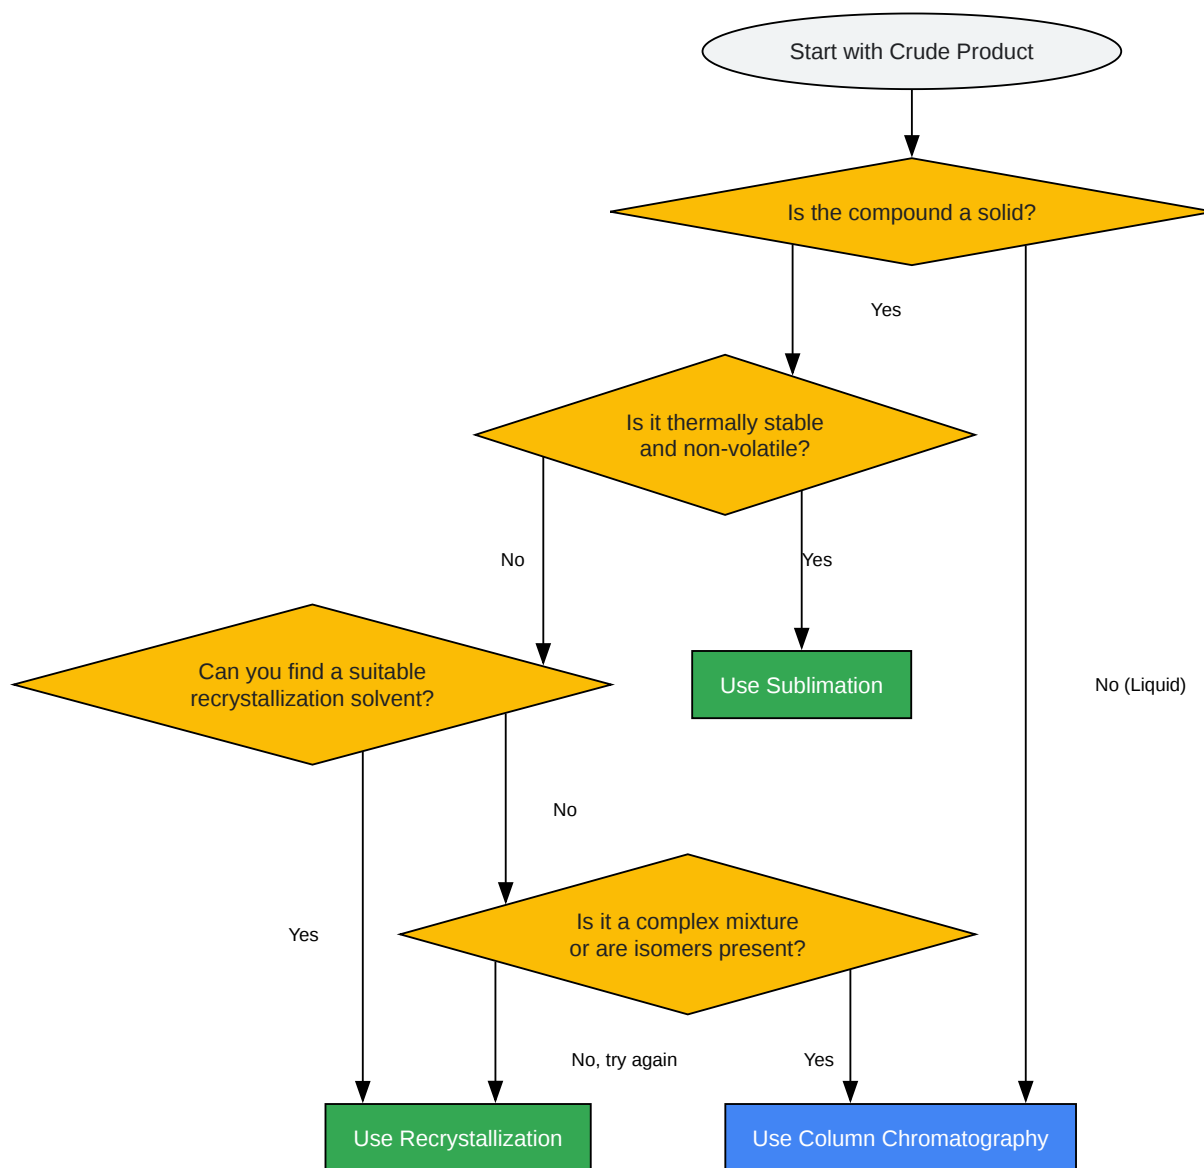 Start with Crude Product
Is the compound a solid?
Yes
Is it thermally stable
and non-volatile?
No
Yes
Can you find a suitable
recrystallization solvent?
Use Sublimation
No (Liquid)
No
Is it a complex mixture
or are isomers present?
Yes
No, try again
Yes
Use Recrystallization
Use Column Chromatography